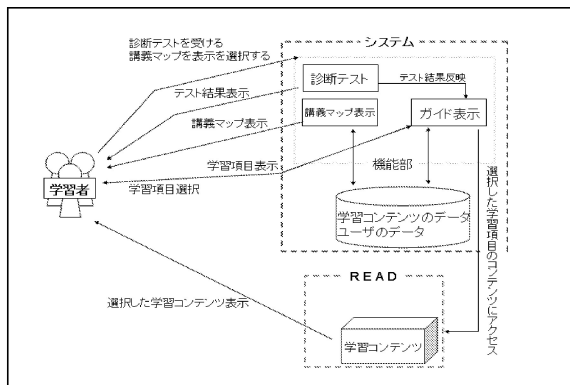 診断テストを受ける
講義マップを表示を選択する
システム
診断テスト
テスト結果反映
テスト結果表示
講義マップ表示
ガイド表示
講義マップ表示
学習項目表示
機能部
学習者
学習項目選択
学習コンテンツのデータ
ユーザのデータ
選択した学習項目のコンテンツにアクセス
READ
選択した学習コンテンツ表示
学習コンテンツ